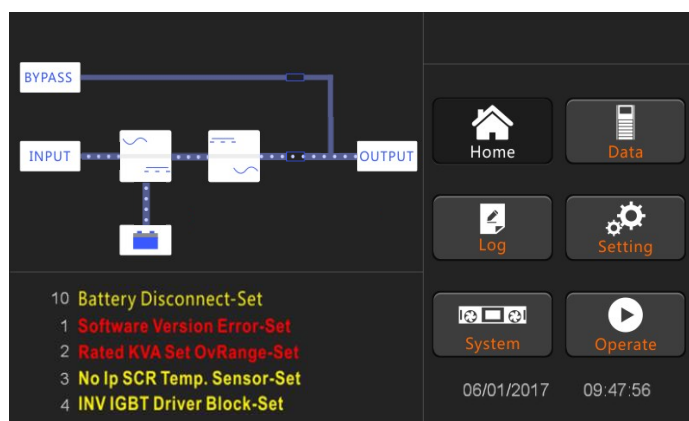 BYPASS
INPUT
OUTPUT
10 Battery Disconnect-Set
1 Software Version Error-Set
2 Rated KVA Set OvRange-Set
3 No Ip SCR Temp. Sensor-Set
4 INV IGBT Driver Block-Set
Home
Data
Log
Setting
System
Operate
06/01/2017 09:47:56